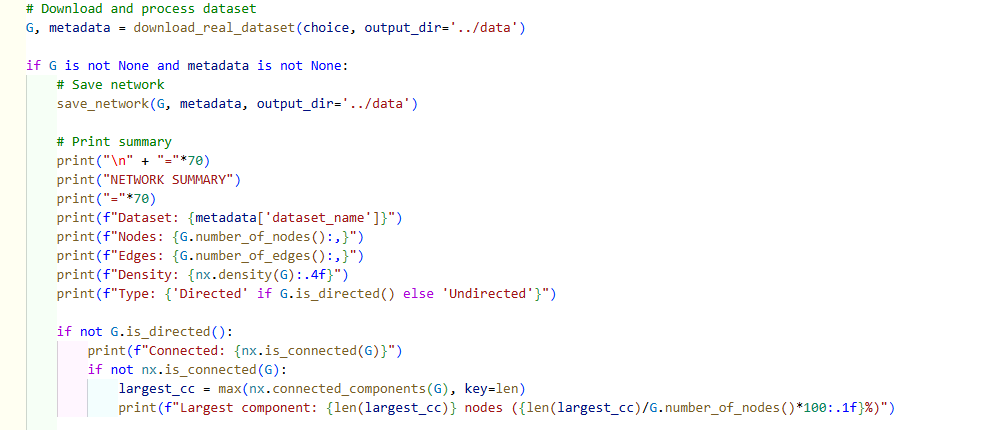 # Download and process dataset
G, metadata = download_real_dataset(choice, output_dir='../data')
if G is not None and metadata is not None:
# Save network
save_network(G, metadata, output_dir='../data')
# Print summary
print("\n" + "="*70)
print("NETWORK SUMMARY")
print("="*70)
print(f"Dataset: {metadata['dataset_name']}")
print(f"Nodes: {G.number_of_nodes():,}")
print(f"Edges: {G.number_of_edges():,}")
print(f"Density: {nx.density(G):.4f}")
print(f"Type: {'Directed' if G.is_directed() else 'Undirected'}")
if not G.is_directed():
print(f"Connected: {nx.is_connected(G)}")
if not nx.is_connected(G):
largest_cc = max(nx.connected_components(G), key=len)
print(f"Largest component: {len(largest_cc)} nodes ({len(largest_cc)/G.number_of_nodes()*100:.1f}%)")